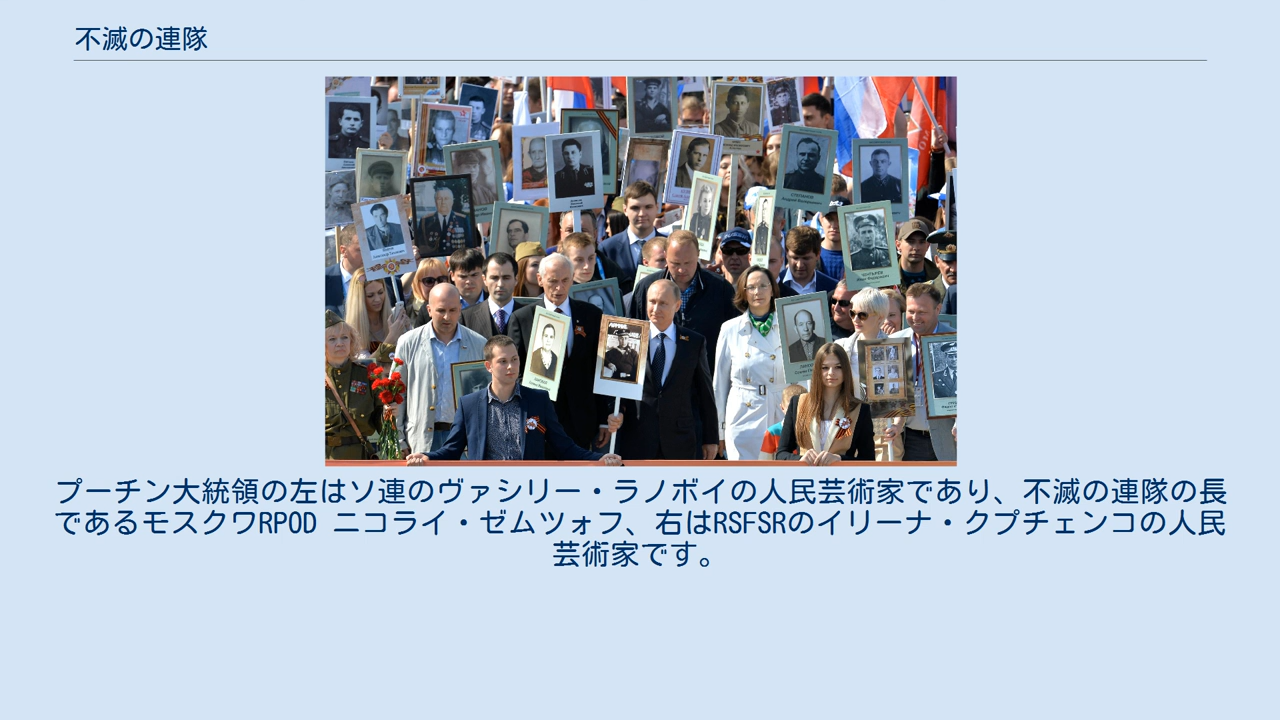 不滅の連隊
プーチン大統領の左はソ連のヴァシリー・ラノボイの人民芸術家であり、不滅の連隊の長
であるモスクワRPOD ニコライ・ゼムツォフ、右はRSFSRのイリーナ・クプチェンコの人民
芸術家です。